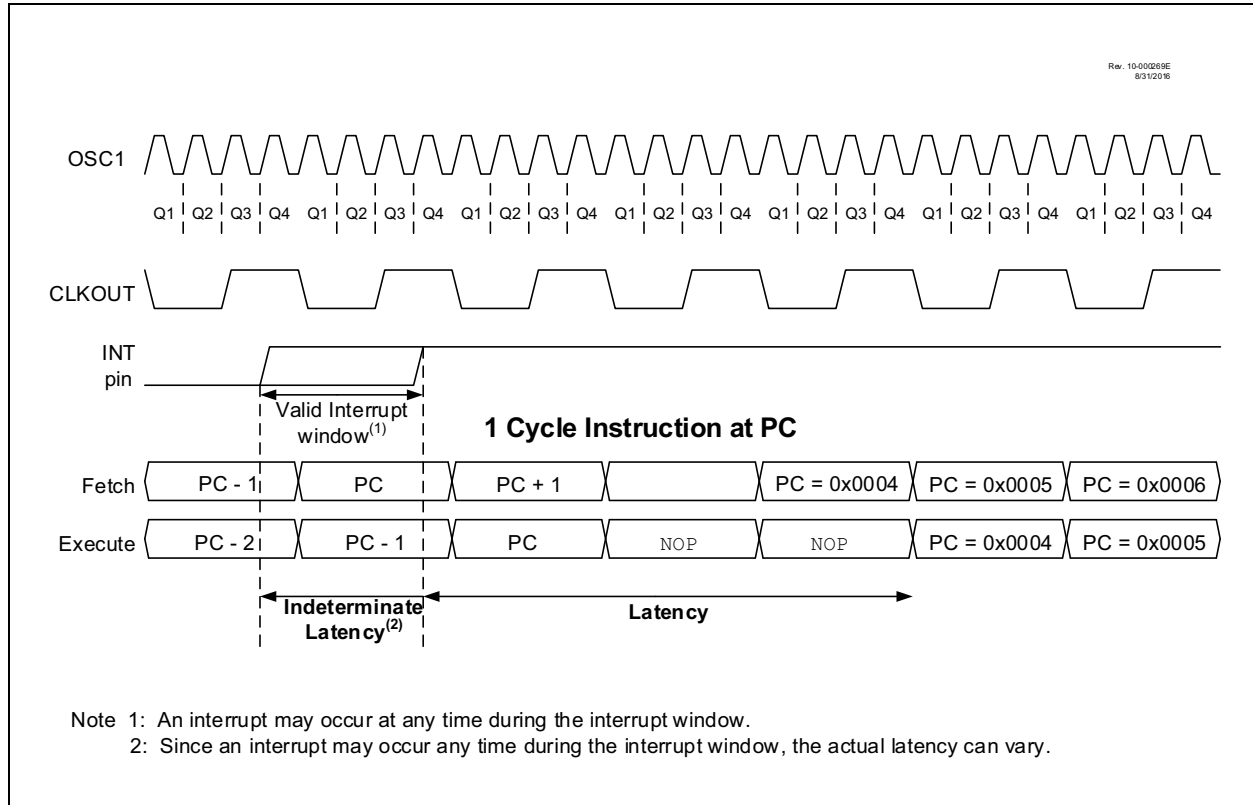 Rev. 10-000269E
8/31/2016
OSC1
Q1 Q2 Q3 Q4 Q1 Q2 Q3 Q4 Q1 Q2 Q3 Q4 Q1 Q2 Q3 Q4 Q1 Q2 Q3 Q4 Q1 Q2 Q3 Q4 Q1 Q2 Q3 Q4
CLKOUT
INT
pin
Valid Interrupt
window(1)
1 Cycle Instruction at PC
Fetch PC - 1 PC PC + 1 PC = 0x0004 PC = 0x0005 PC = 0x0006
Execute PC - 2 PC - 1 PC NOP NOP PC = 0x0004 PC = 0x0005
Indeterminate
Latency(2)
Latency
Note 1: An interrupt may occur at any time during the interrupt window.
2: Since an interrupt may occur any time during the interrupt window, the actual latency can vary.